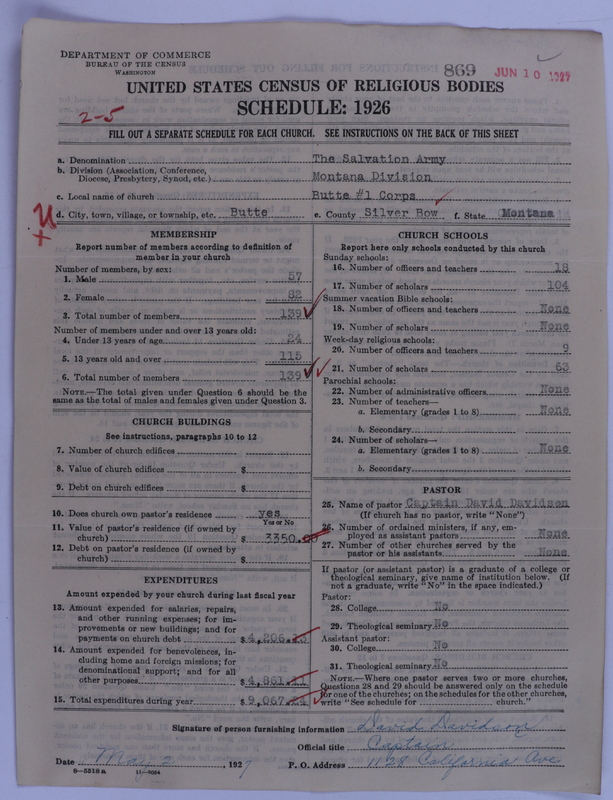 DEPARTMENT OF COMMERCE
BUREAU OF THE CENSUS
WASHINGTON
869
JUN 10 1927
UNITED STATES CENSUS OF RELIGIOUS BODIES
SCHEDULE: 1926
2-5
FILL OUT A SEPARATE SCHEDULE FOR EACH CHURCH. SEE INSTRUCTIONS ON THE BACK OF THIS SHEET
a. Denomination The Salvation Army
b. Division (Association, Conference,
Diocese, Presbytery, Synod, etc.) Montana Division
c. Local name of church Butte #1 Corps
d. City, town, village, or township, etc. Butte e. County Silver Bow f. State Montana
MEMBERSHIP
Report number of members according to definition of
member in your church
Number of members, by sex:
1. Male 57
2. Female 82
3. Total number of members 139
Number of members under and over 13 years old:
4. Under 13 years of age 24
5. 13 years old and over 115
6. Total number of members 139
NOTE.—The total given under Question 6 should be the
same as the total of males and females given under Question 3.
CHURCH BUILDINGS
See instructions, paragraphs 10 to 12
7. Number of church edifices
8. Value of church edifices $
9. Debt on church edifices $
10. Does church own pastor's residence yes
Yes or No
11. Value of pastor's residence (if owned by
church) $ 3350.00
12. Debt on pastor's residence (if owned by
church) $
EXPENDITURES
Amount expended by your church during last fiscal year
13. Amount expended for salaries, repairs,
and other running expenses; for im-
provements or new buildings; and for
payments on church debt $4,206.13
14. Amount expended for benevolences, in-
cluding home and foreign missions; for
denominational support; and for all
other purposes $4,861.11
15. Total expenditures during year $9,067.24
CHURCH SCHOOLS
Report here only schools conducted by this church
Sunday schools:
16. Number of officers and teachers 18
17. Number of scholars 104
Summer vacation Bible schools:
18. Number of officers and teachers None
19. Number of scholars None
Week-day religious schools:
20. Number of officers and teachers 9
21. Number of scholars 63
Parochial schools:
22. Number of administrative officers None
23. Number of teachers—
a. Elementary (grades 1 to 8) None
b. Secondary
24. Number of scholars—
a. Elementary (grades 1 to 8) None
b. Secondary
PASTOR
25. Name of pastor Captain David Davidson
(If church has no pastor, write "None")
26. Number of ordained ministers, if any, em-
ployed as assistant pastors None
27. Number of other churches served by the
pastor or his assistants None
If pastor (or assistant pastor) is a graduate of a college or
theological seminary, give name of institution below. (If
not a graduate, write "No" in the space indicated.)
Pastor:
28. College No
29. Theological seminary No
Assistant pastor:
30. College No
31. Theological seminary No
NOTE.—Where one pastor serves two or more churches,
Questions 28 and 29 should be answered only on the schedule
for one of the churches; on the schedules for the other churches,
write "See schedule for church."
Signature of person furnishing information David Davidson
Official title Captain
Date May 2, 1927 P. O. Address 1128 California Ave
8—5318 a 11—9054